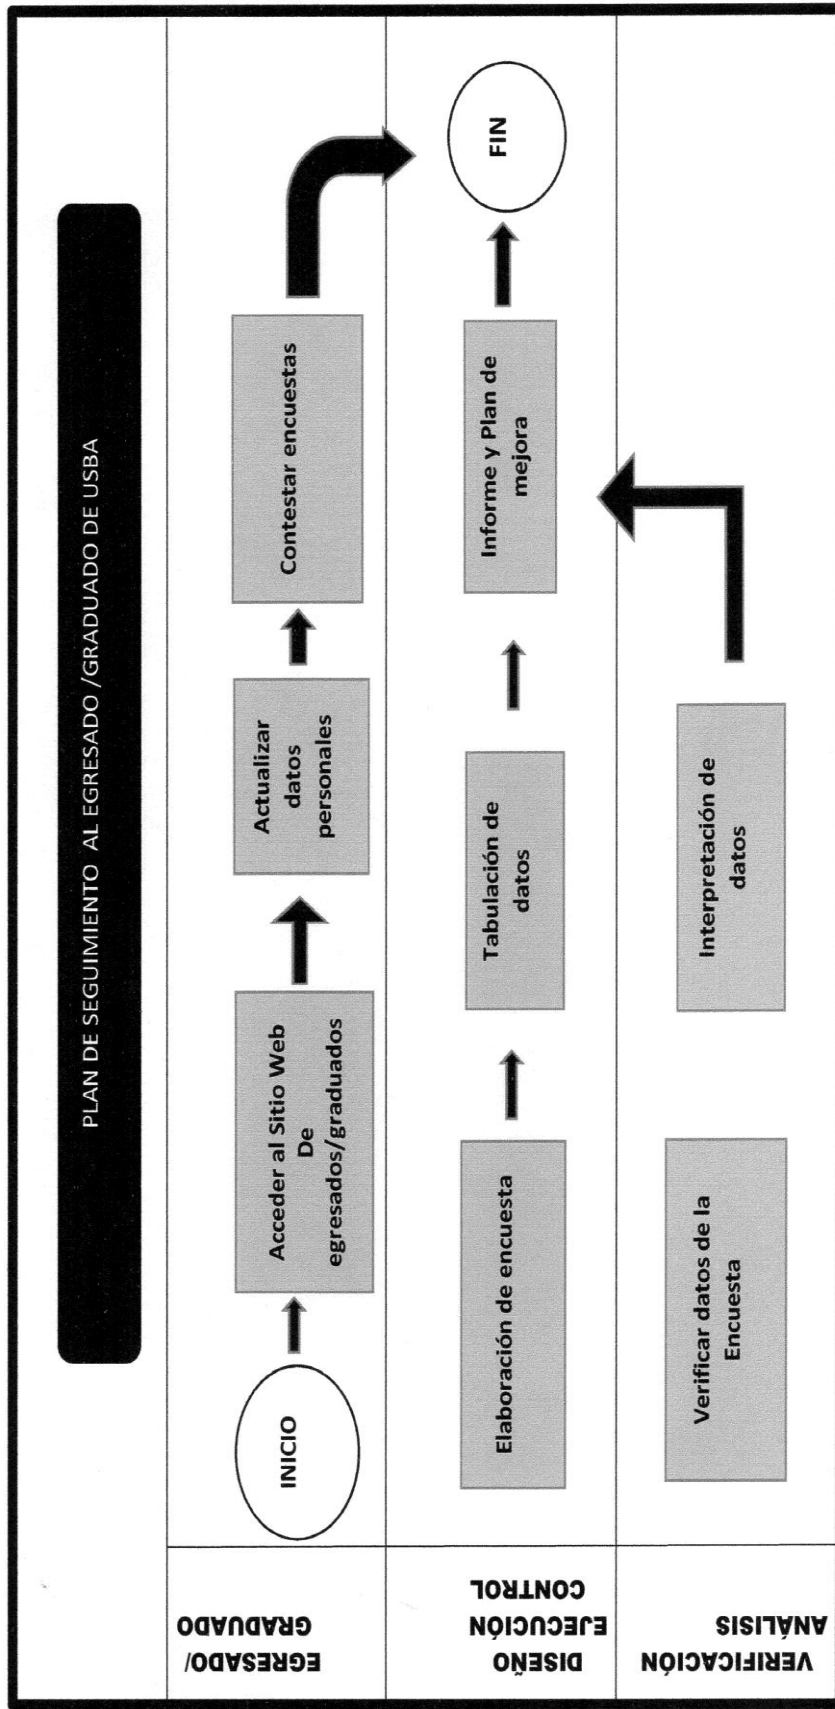 PLAN DE SEGUIMIENTO AL EGRESADO /GRADUADO DE USBA
EGRESADO/
GRADUADO
INICIO
Acceder al Sitio Web
De
egresados/graduados
Actualizar
datos
personales
Contestar encuestas
DISEÑO
EJECUCIÓN
CONTROL
Elaboración de encuesta
Tabulación de
datos
Informe y Plan de
mejora
FIN
VERIFICACIÓN
ANÁLISIS
Verificar datos de la
Encuesta
Interpretación de
datos